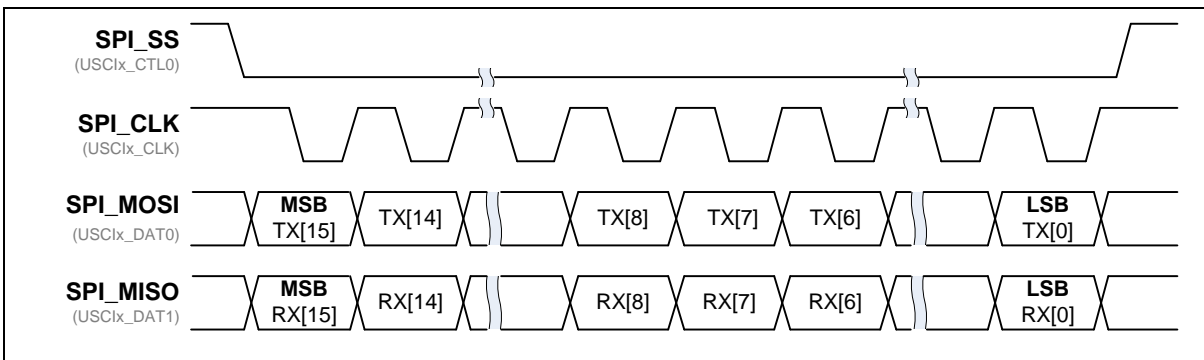 SPI_SS
(USCIx_CTL0)
SPI_CLK
(USCIx_CLK)
SPI_MOSI
(USCIx_DAT0)
MSB
TX[15]
TX[14]
TX[8]
TX[7]
TX[6]
LSB
TX[0]
SPI_MISO
(USCIx_DAT1)
MSB
RX[15]
RX[14]
RX[8]
RX[7]
RX[6]
LSB
RX[0]